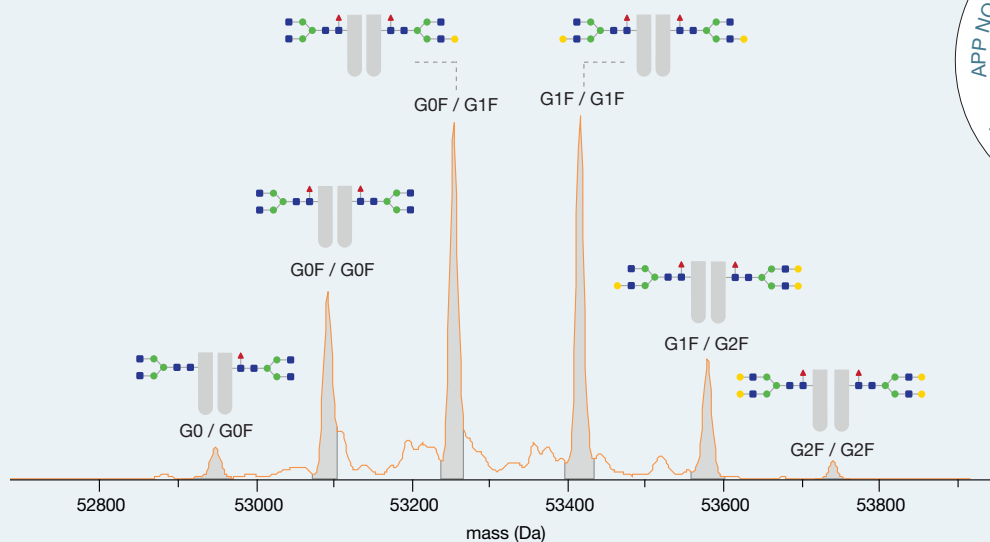 APP NO
G0F / G1F
G1F / G1F
G0F / G0F
G1F / G2F
G0 / G0F
G2F / G2F
52800
53000
53200
53400
53600
53800
mass (Da)